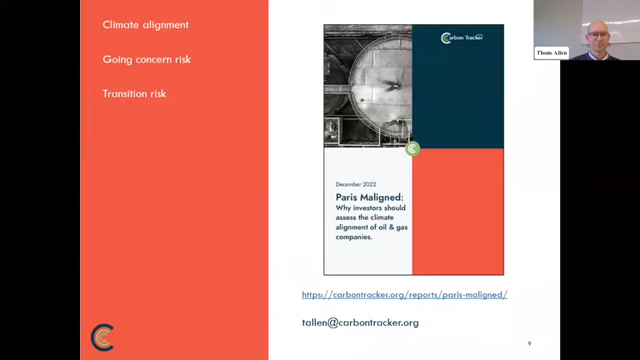 Climate alignment
Going concern risk
Transition risk
Carbon Tracker
December 2022
Paris Maligned:
Why investors should
assess the climate
alignment of oil & gas
companies.
https://carbontracker.org/reports/paris-maligned/
tallen@carbontracker.org
9
Thom Allen